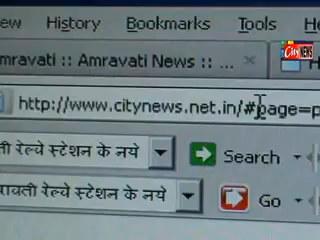 ew History Bookmarks Tools H
City NEWS
mravati :: Amravati News :: ...
http://www.citynews.net.in/#page=p
ती रेल्वे स्टेशन के नये Search
रावती रेल्वे स्टेशन के नये Go